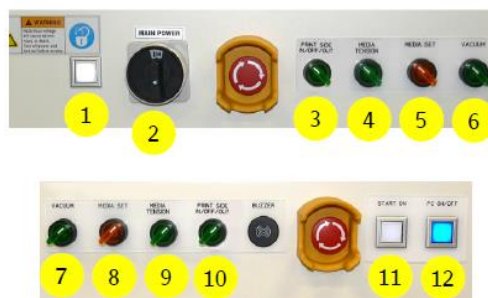 WARNING
MAIN POWER
PRINT SIDE
IN/OFF/OUT
MEDIA
TENSION
MEDIA SET
VACUUM
1
2
3
4
5
6
VACUUM
MEDIA SET
MEDIA
TENSION
PRINT SIDE
IN/OFF/OUT
BUZZER
START ON
PC ON/OFF
7
8
9
10
11
12